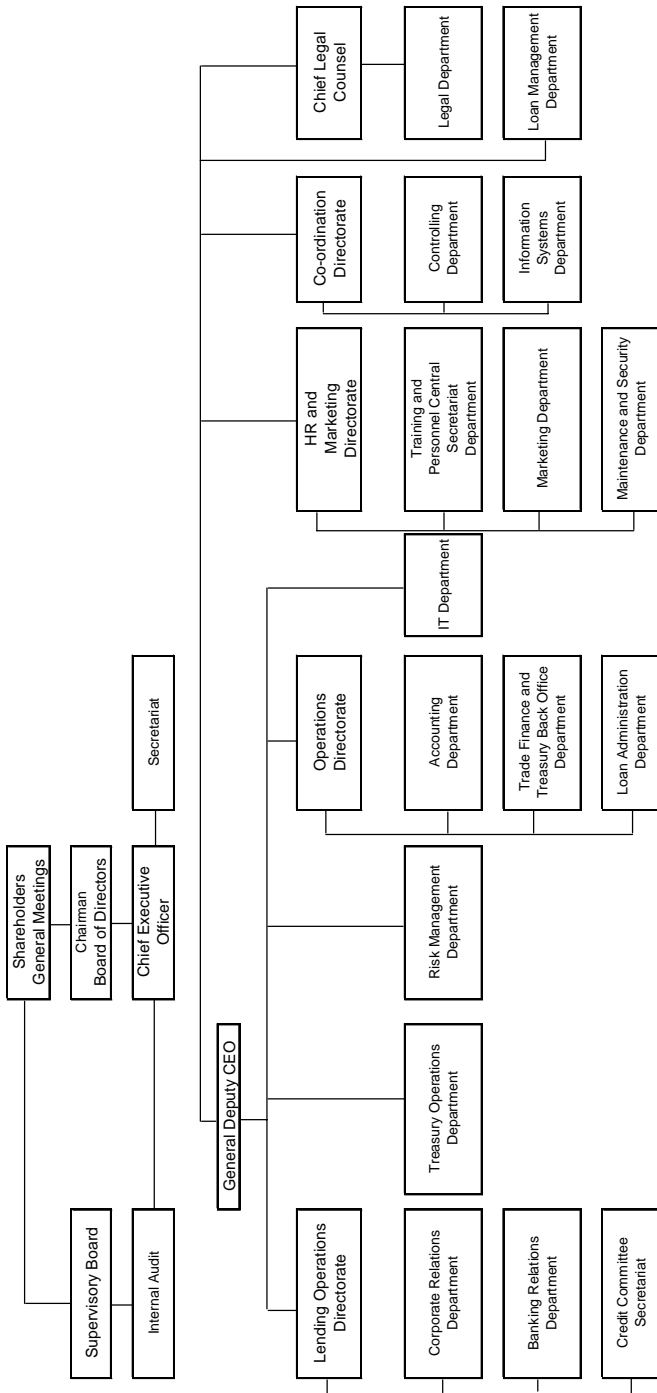 Shareholders
General Meetings
Supervisory Board
Chairman
Board of Directors
Internal Audit
Chief Executive
Officer
Secretariat
General Deputy CEO
Lending Operations
Directorate
Operations
Directorate
HR and
Marketing
Directorate
Co-ordination
Directorate
Chief Legal
Counsel
Corporate Relations
Department
Treasury Operations
Department
Risk Management
Department
Accounting
Department
IT Department
Training and
Personnel Central
Secretariat
Department
Controlling
Department
Legal Department
Banking Relations
Department
Trade Finance and
Treasury Back Office
Department
Marketing Department
Information
Systems
Department
Loan Management
Department
Credit Committee
Secretariat
Loan Administration
Department
Maintenance and Security
Department